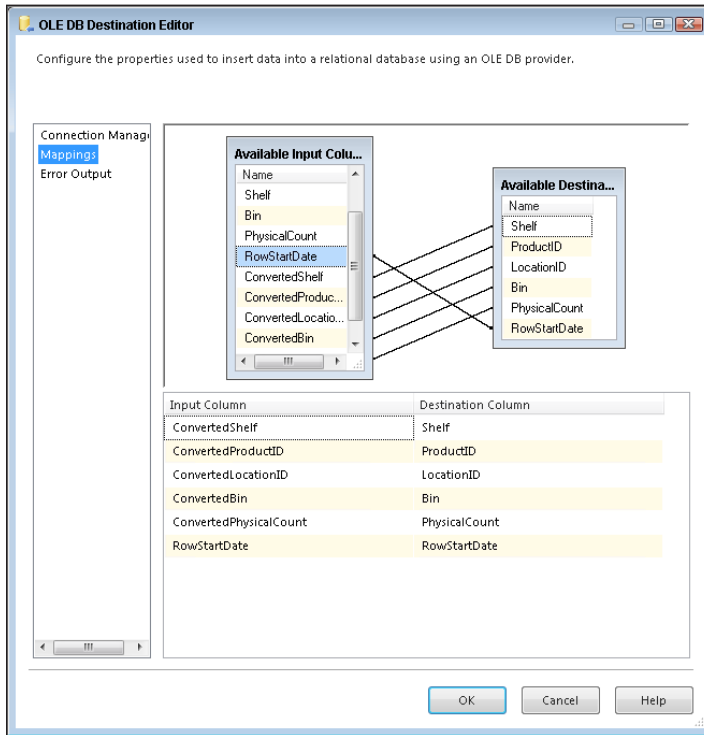 OLE DB Destination Editor
Configure the properties used to insert data into a relational database using an OLE DB provider.
Connection Manag
Mappings
Error Output
Available Input Colu...
Name
Shelf
Bin
PhysicalCount
RowStartDate
ConvertedShelf
ConvertedProduc...
ConvertedLocatio...
ConvertedBin
Available Destina...
Name
Shelf
ProductID
LocationID
Bin
PhysicalCount
RowStartDate
Input Column Destination Column
ConvertedShelf Shelf
ConvertedProductID ProductID
ConvertedLocationID LocationID
ConvertedBin Bin
ConvertedPhysicalCount PhysicalCount
RowStartDate RowStartDate
OK Cancel Help